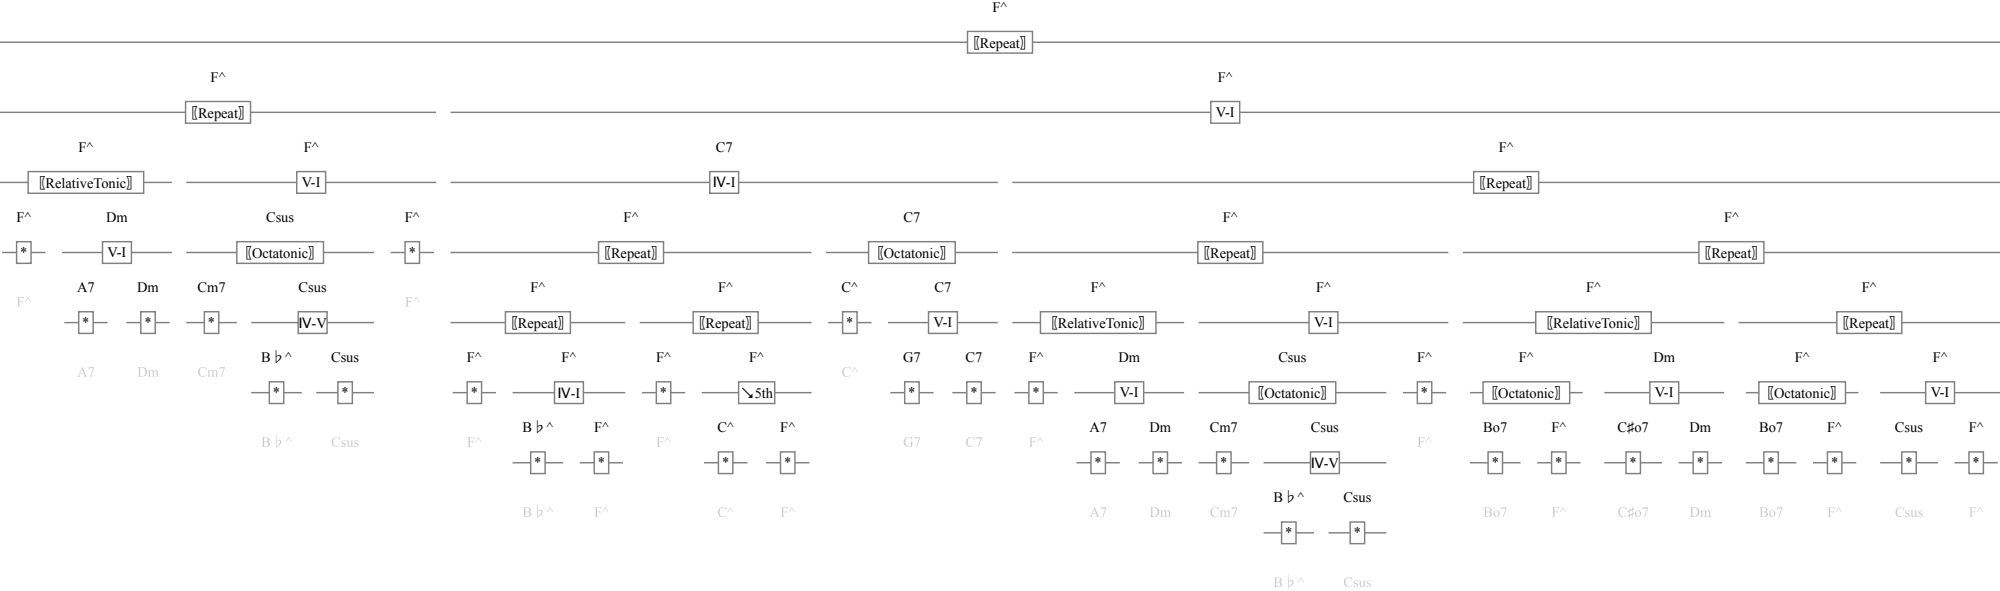 F^
⟦Repeat⟧
F^ F^
⟦Repeat⟧ V-I
F^ F^ C7 F^
⟦RelativeTonic⟧ V-I Ⅳ-I ⟦Repeat⟧
F^ Dm Csus F^ F^ C7 F^ F^
* V-I ⟦Octatonic⟧ * ⟦Repeat⟧ ⟦Octatonic⟧ ⟦Repeat⟧ ⟦Repeat⟧
A7 Dm Cm7 Csus F^ F^ C^ C7 F^ F^ F^ F^
F^ F^
* * * Ⅳ-V ⟦Repeat⟧ ⟦Repeat⟧ * V-I ⟦RelativeTonic⟧ V-I ⟦RelativeTonic⟧ ⟦Repeat⟧
B♭^ Csus F^ F^ F^ F^ G7 C7 F^ Dm Csus F^ F^ Dm F^ F^
A7 Dm Cm7 C^
* * * Ⅳ-I * ↘5th * * * V-I ⟦Octatonic⟧ * ⟦Octatonic⟧ V-I ⟦Octatonic⟧ V-I
B♭^ F^ C^ F^ A7 Dm Cm7 Csus Bo7 F^ C♯o7 Dm Bo7 F^ Csus F^
B♭^ Csus F^ F^ G7 C7 F^ F^
* * * * * * * Ⅳ-V * * * * * * * *
B♭^ Csus
B♭^ F^ C^ F^ A7 Dm Cm7 Bo7 F^ C♯o7 Dm Bo7 F^ Csus F^
* *
B♭^ Csus